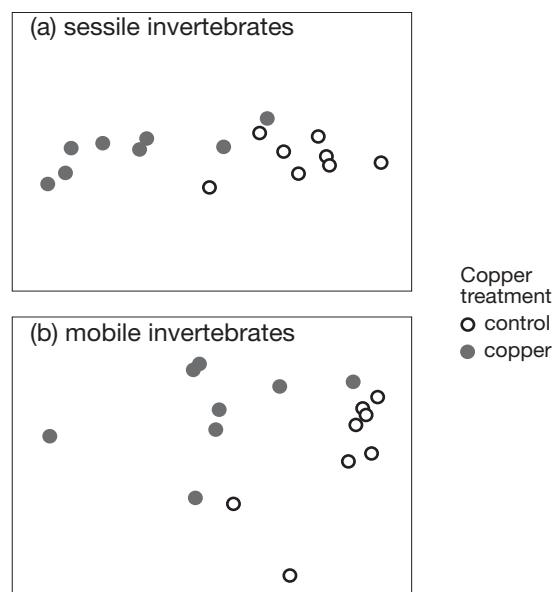 (a) sessile invertebrates
Copper
treatment
control
copper
(b) mobile invertebrates